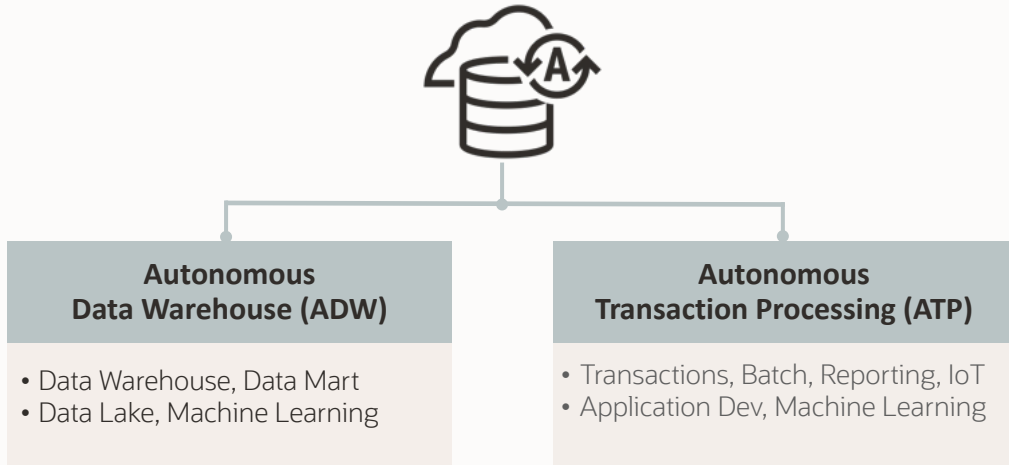 A
Autonomous
Data Warehouse (ADW)
• Data Warehouse, Data Mart
• Data Lake, Machine Learning
Autonomous
Transaction Processing (ATP)
• Transactions, Batch, Reporting, IoT
• Application Dev, Machine Learning